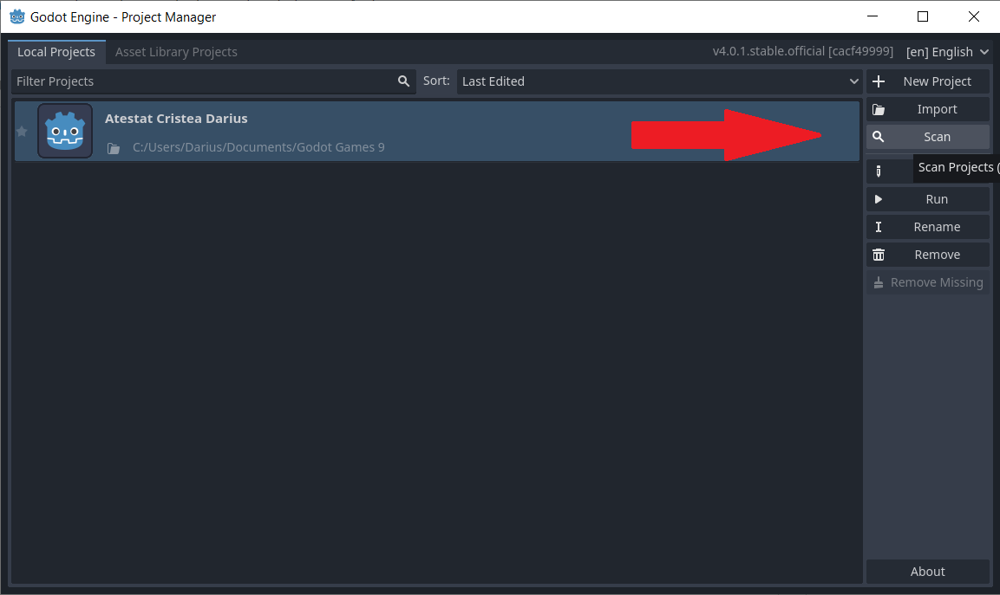 Godot Engine - Project Manager
Local Projects
Asset Library Projects
v4.0.1.stable.official [cacf49999]
[en] English
Filter Projects
Sort:
Last Edited
New Project
Atestat Cristea Darius
C:/Users/Darius/Documents/Godot Games 9
Import
Scan
Scan Projects (
Run
Rename
Remove
Remove Missing
About